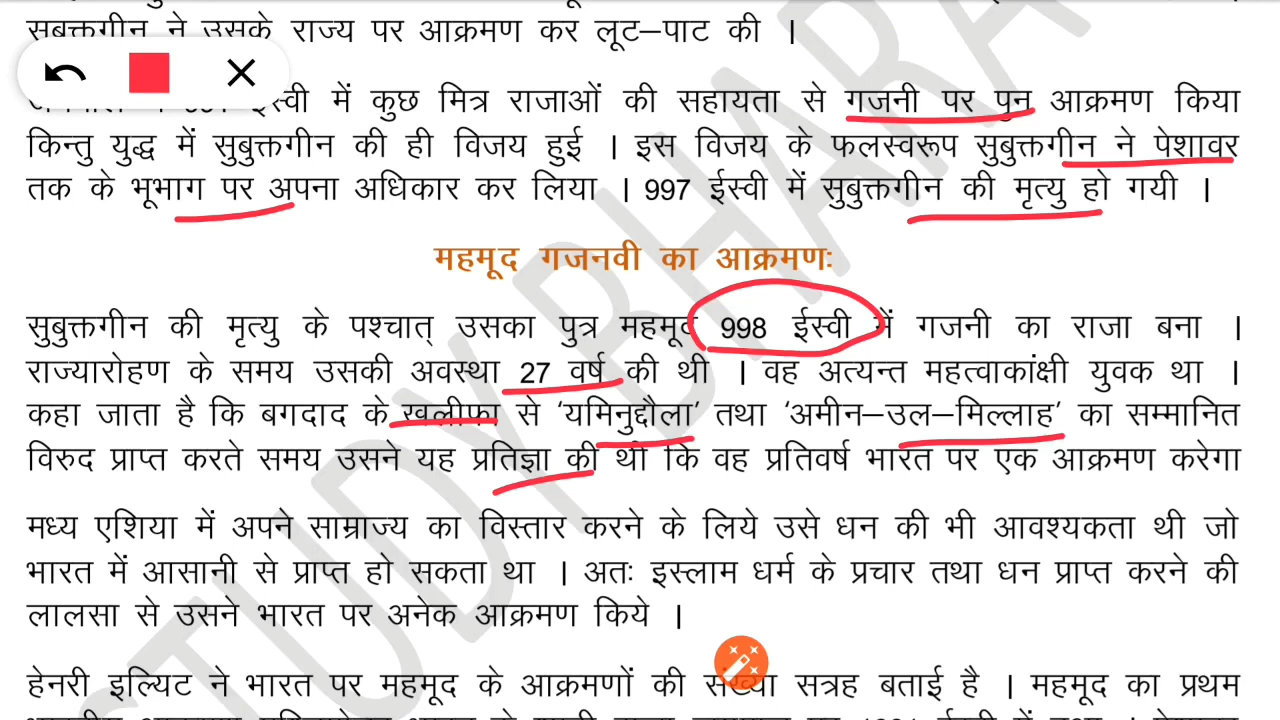 सुबुक्तगीन ने उसके राज्य पर आक्रमण कर लूट–पाट की ।
ईस्वी में कुछ मित्र राजाओं की सहायता से गजनी पर पुन आक्रमण किया
किन्तु युद्ध में सुबुक्तगीन की ही विजय हुई । इस विजय के फलस्वरूप सुबुक्तगीन ने पेशावर
तक के भूभाग पर अपना अधिकार कर लिया । 997 ईस्वी में सुबुक्तगीन की मृत्यु हो गयी ।
महमूद गजनवी का आक्रमणः
सुबुक्तगीन की मृत्यु के पश्चात् उसका पुत्र महमूद 998 ईस्वी में गजनी का राजा बना ।
राज्यारोहण के समय उसकी अवस्था 27 वर्ष की थी । वह अत्यन्त महत्वाकांक्षी युवक था ।
कहा जाता है कि बगदाद के खलीफा से ‘यमिनुद्दौला’ तथा ‘अमीन–उल–मिल्लाह’ का सम्मानित
विरुद प्राप्त करते समय उसने यह प्रतिज्ञा की थी कि वह प्रतिवर्ष भारत पर एक आक्रमण करेगा
मध्य एशिया में अपने साम्राज्य का विस्तार करने के लिये उसे धन की भी आवश्यकता थी जो
भारत में आसानी से प्राप्त हो सकता था । अतः इस्लाम धर्म के प्रचार तथा धन प्राप्त करने की
लालसा से उसने भारत पर अनेक आक्रमण किये ।
हेनरी इल्यिट ने भारत पर महमूद के आक्रमणों की संख्या सत्रह बताई है । महमूद का प्रथम
STUDY BHARAT